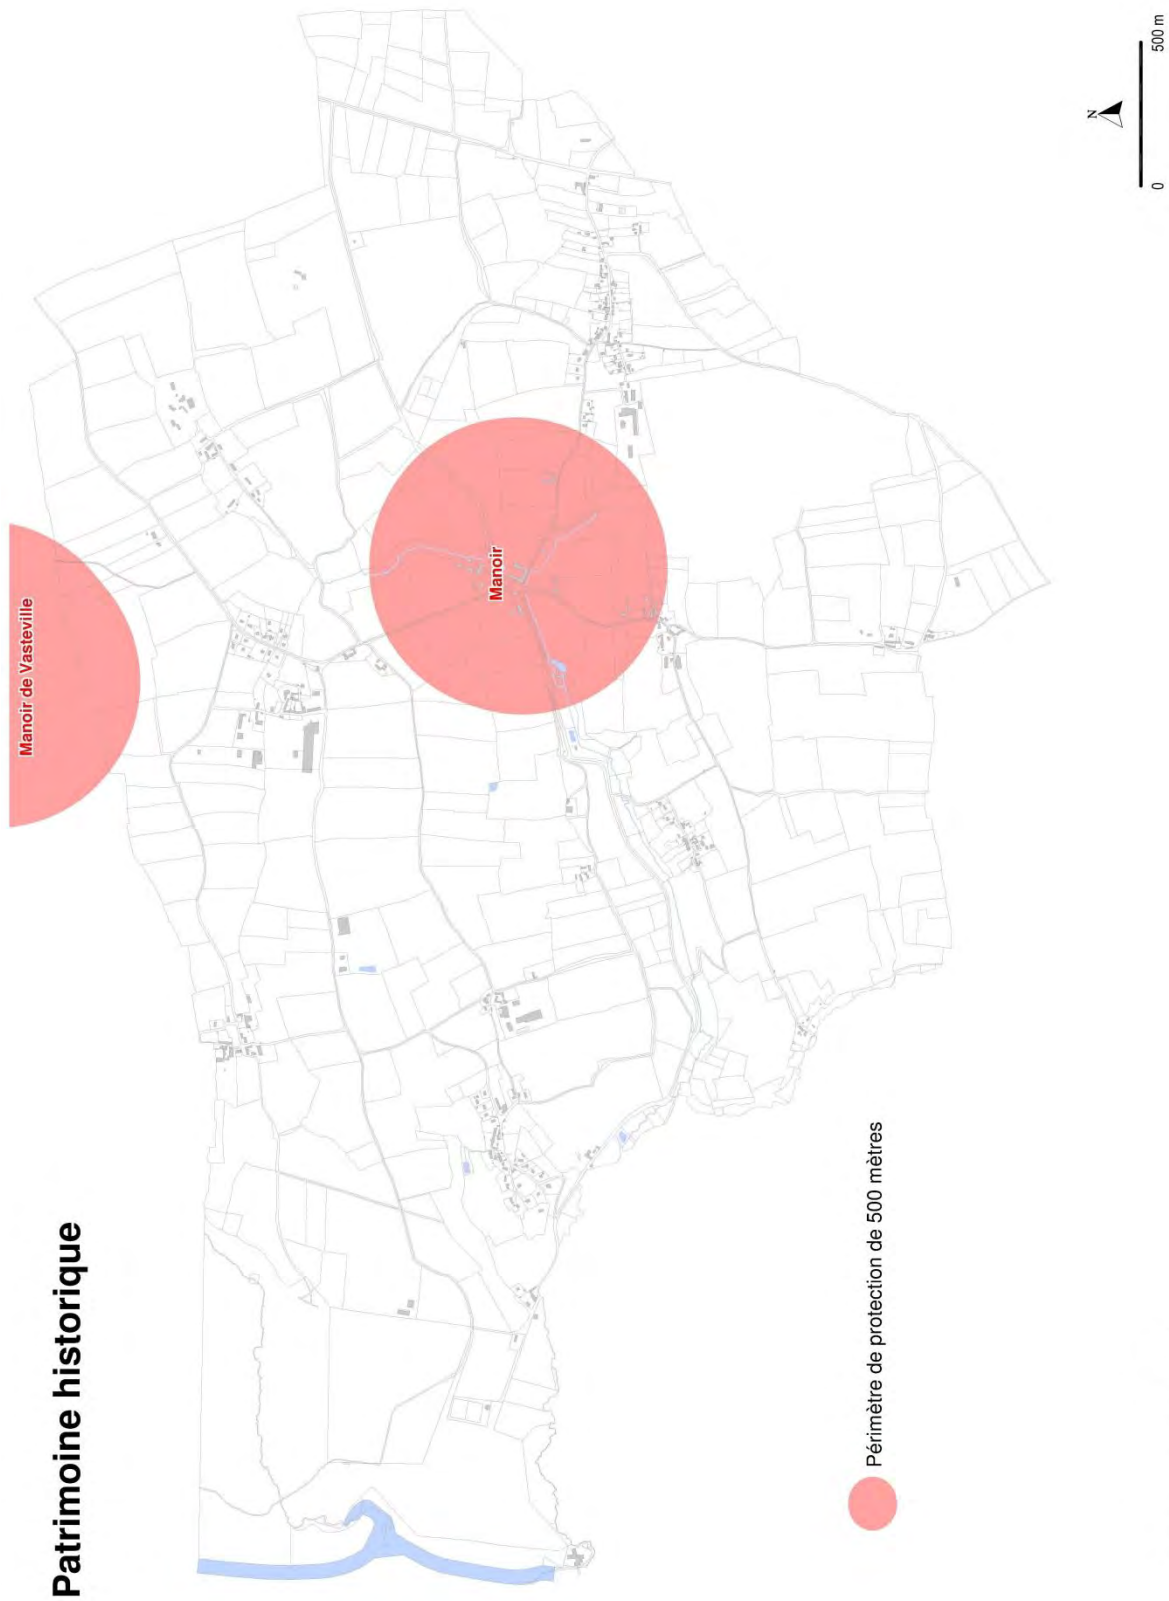 Patrimoine historique
Manoir de Vasteville
Manoir
Périmètre de protection de 500 mètres
N
0 500 m